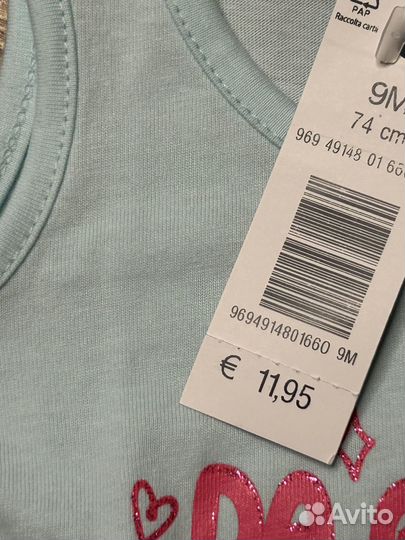 PAP
Raccolta carta
9M
74 cm
969 49148 01 66
9694914801660 9M
€ 11,95
Avito